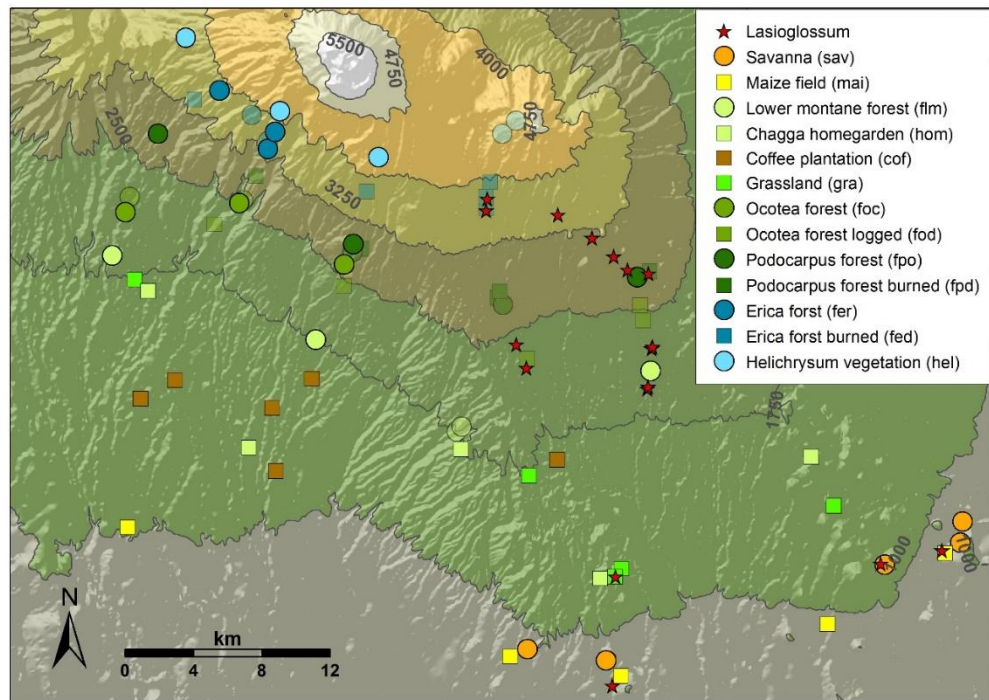 5500
4750
4000
4750
2500
3250
1750
1000
1000
Lasioglossum
Savanna (sav)
Maize field (mai)
Lower montane forest (flm)
Chagga homegarden (hom)
Coffee plantation (cof)
Grassland (gra)
Ocotea forest (foc)
Ocotea forest logged (fod)
Podocarpus forest (fpo)
Podocarpus forest burned (fpd)
Erica forst (fer)
Erica forst burned (fed)
Helichrysum vegetation (hel)
N
km
0 4 8 12